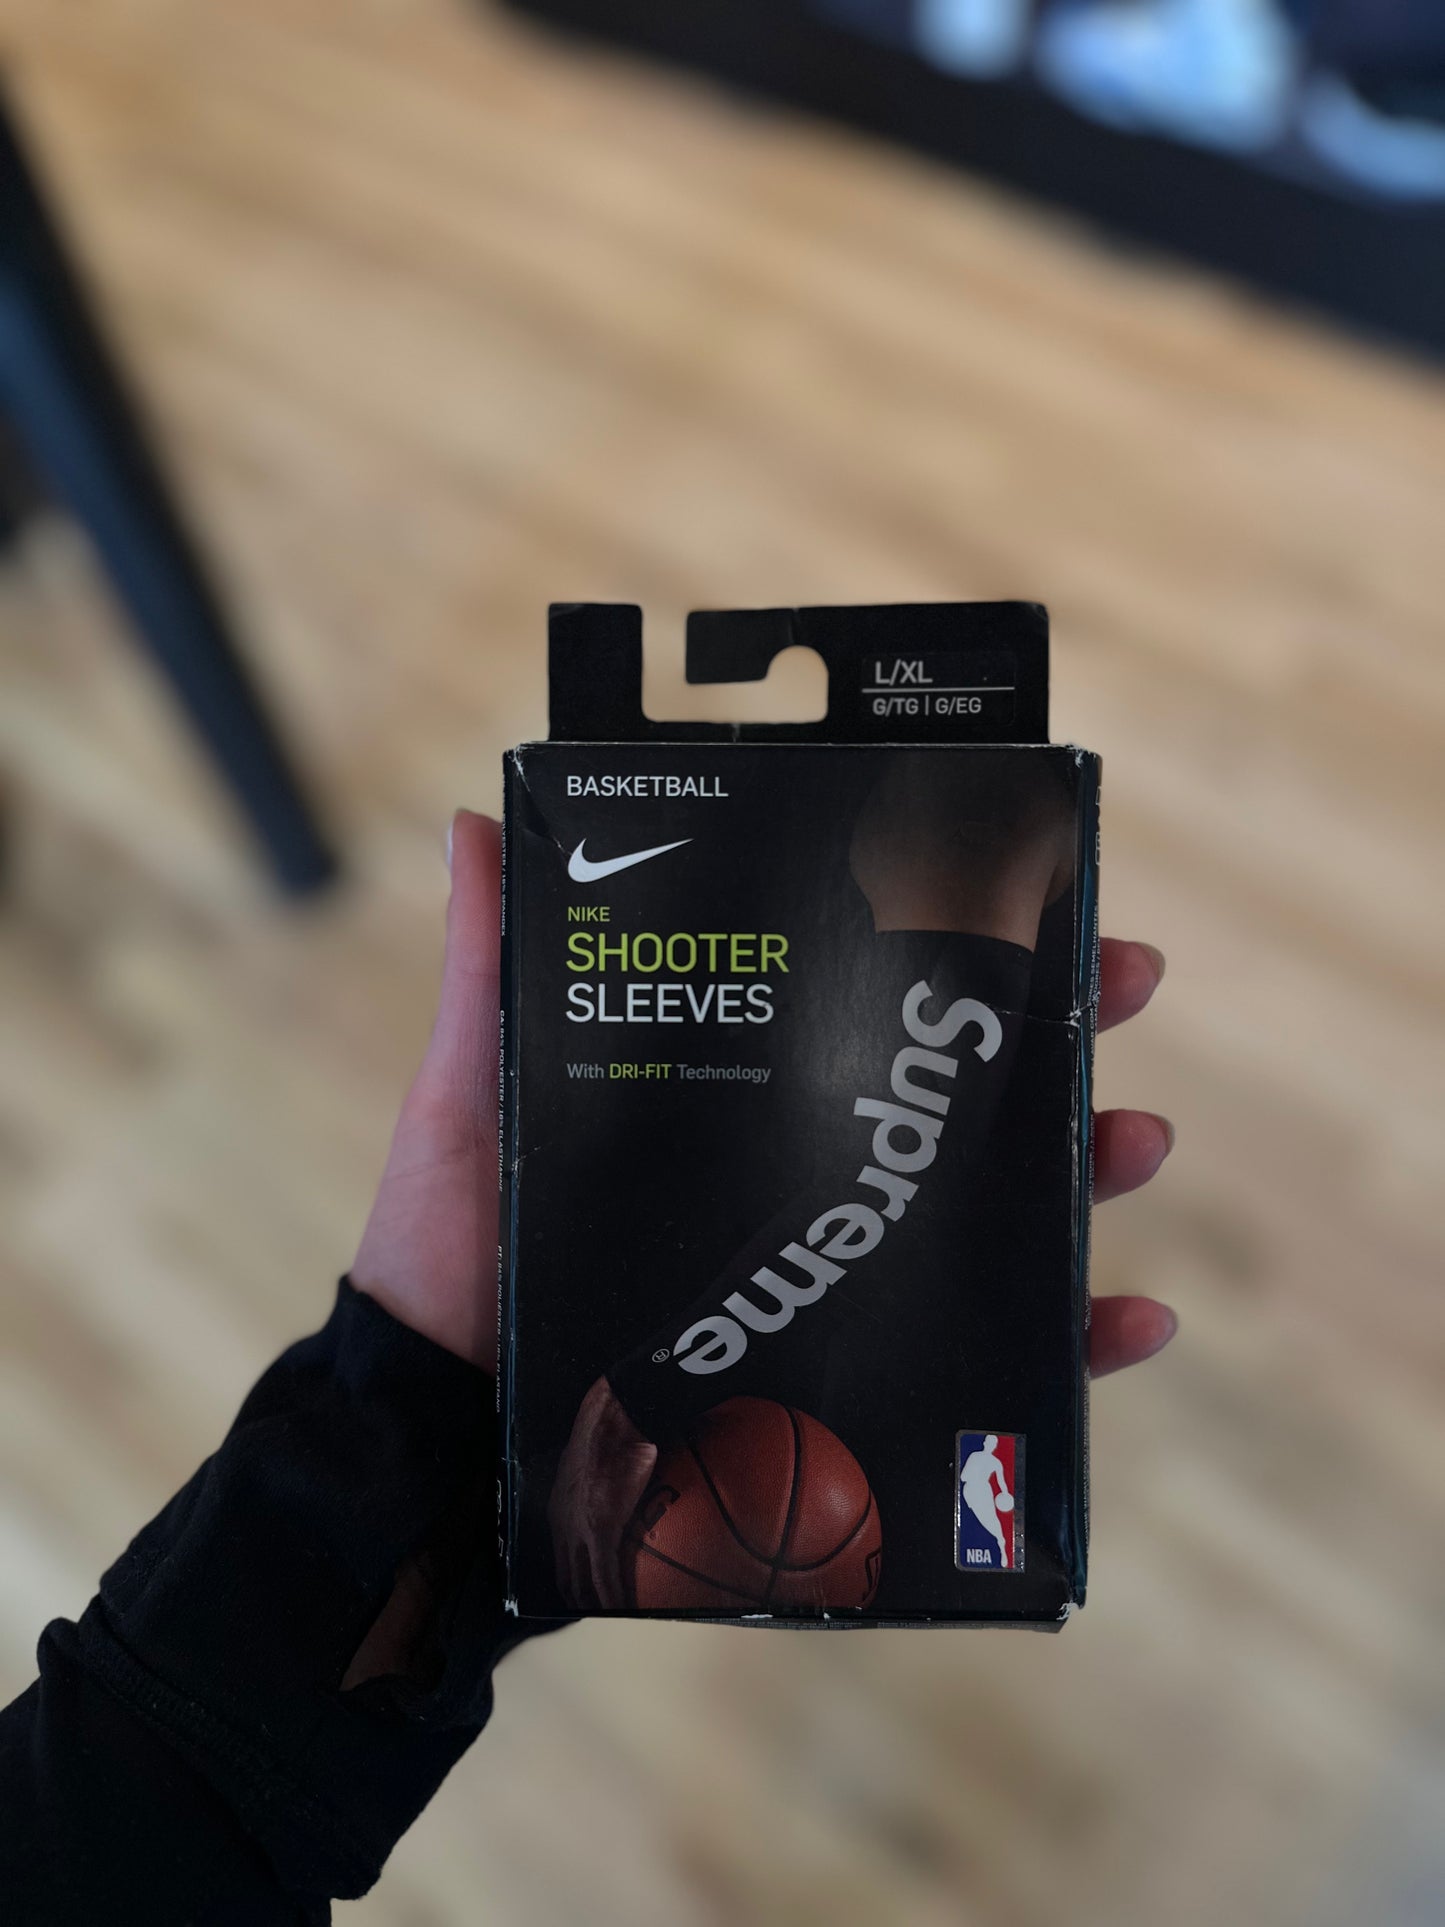 L/XL
G/TG | G/EG
BASKETBALL
NIKE
SHOOTER
SLEEVES
With DRI-FIT Technology
Supreme®
NBA